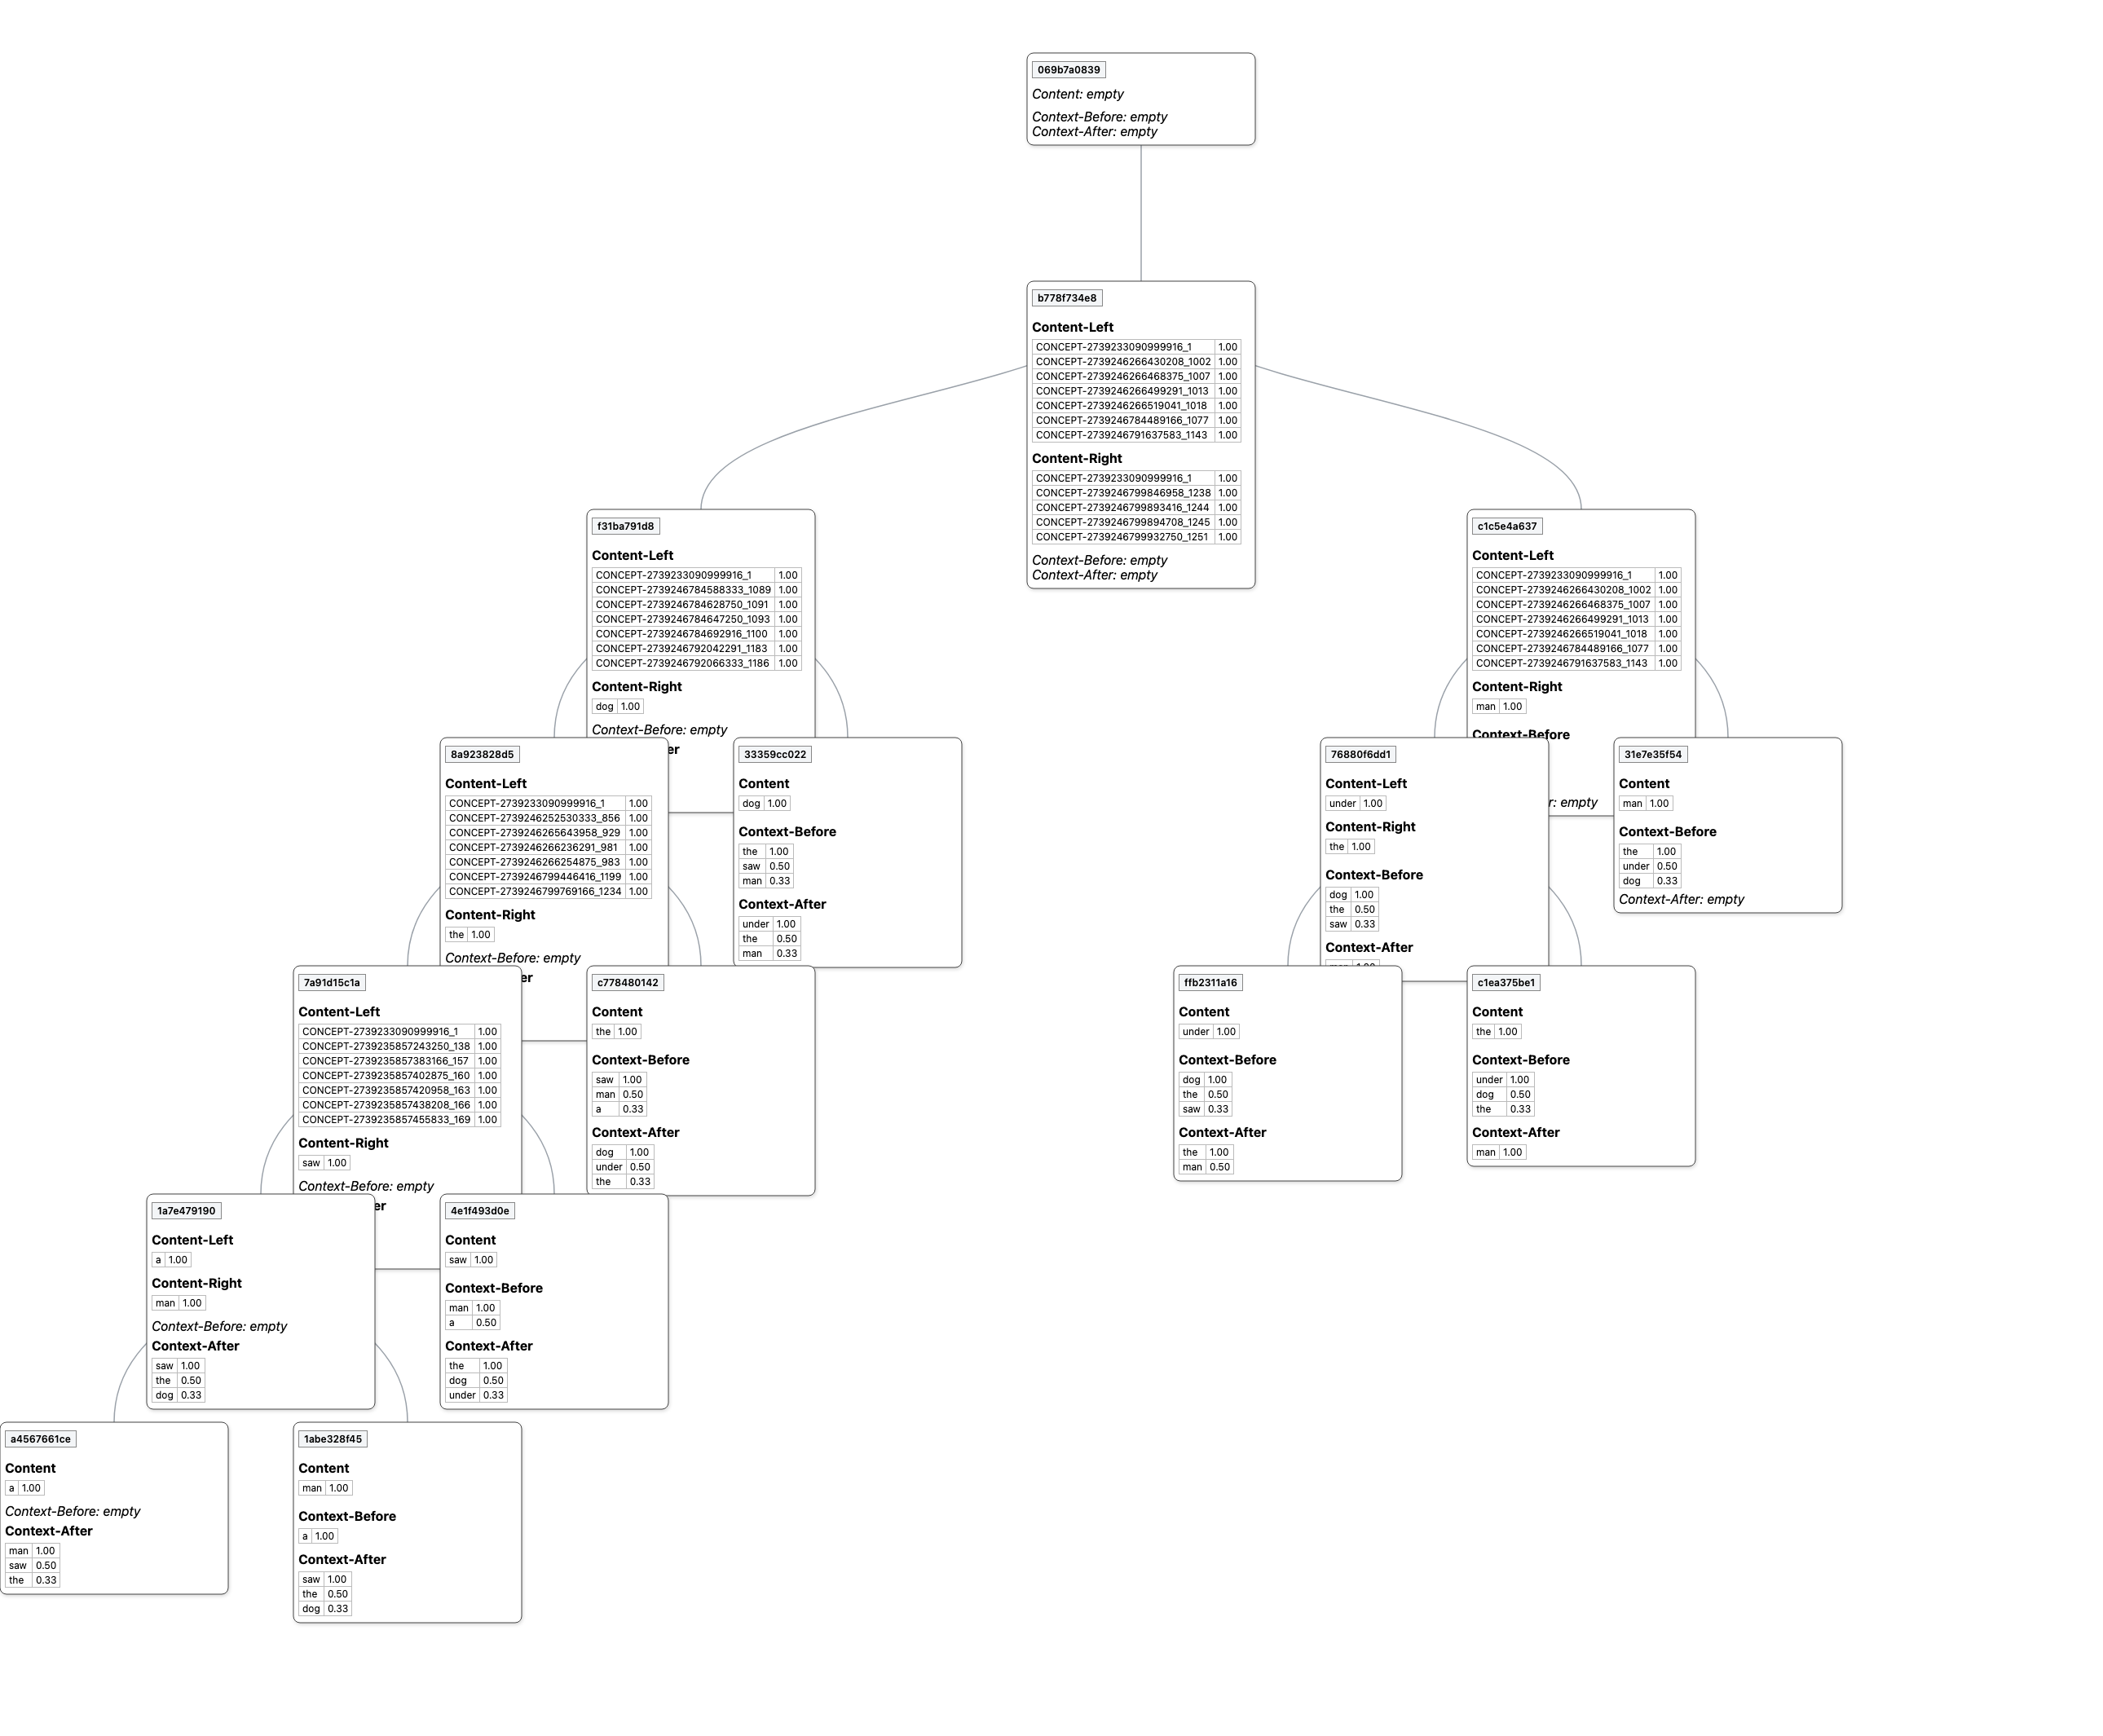 069b7a0839
Content: empty
Context-Before: empty
Context-After: empty
b778f734e8
Content-Left
CONCEPT-2739233090999916_1 1.00
CONCEPT-2739246266430208_1002 1.00
CONCEPT-2739246266468375_1007 1.00
CONCEPT-2739246266499291_1013 1.00
CONCEPT-2739246266519041_1018 1.00
CONCEPT-2739246784489166_1077 1.00
CONCEPT-2739246791637583_1143 1.00
Content-Right
CONCEPT-2739233090999916_1 1.00
CONCEPT-2739246799846958_1238 1.00
CONCEPT-2739246799893416_1244 1.00
CONCEPT-2739246799894708_1245 1.00
CONCEPT-2739246799932750_1251 1.00
Context-Before: empty
Context-After: empty
f31ba791d8
Content-Left
CONCEPT-2739233090999916_1 1.00
CONCEPT-2739246784588333_1089 1.00
CONCEPT-2739246784628750_1091 1.00
CONCEPT-2739246784647250_1093 1.00
CONCEPT-2739246784692916_1100 1.00
CONCEPT-2739246792042291_1183 1.00
CONCEPT-2739246792066333_1186 1.00
Content-Right
dog 1.00
Context-Before: empty
er
c1c5e4a637
Content-Left
CONCEPT-2739233090999916_1 1.00
CONCEPT-2739246266430208_1002 1.00
CONCEPT-2739246266468375_1007 1.00
CONCEPT-2739246266499291_1013 1.00
CONCEPT-2739246266519041_1018 1.00
CONCEPT-2739246784489166_1077 1.00
CONCEPT-2739246791637583_1143 1.00
Content-Right
man 1.00
Context-Before
r: empty
8a923828d5
Content-Left
CONCEPT-2739233090999916_1 1.00
CONCEPT-2739246252530333_856 1.00
CONCEPT-2739246265643958_929 1.00
CONCEPT-2739246266236291_981 1.00
CONCEPT-2739246266254875_983 1.00
CONCEPT-2739246799446416_1199 1.00
CONCEPT-2739246799769166_1234 1.00
Content-Right
the 1.00
Context-Before: empty
er
33359cc022
Content
dog 1.00
Context-Before
the 1.00
saw 0.50
man 0.33
Context-After
under 1.00
the 0.50
man 0.33
76880f6dd1
Content-Left
under 1.00
Content-Right
the 1.00
Context-Before
dog 1.00
the 0.50
saw 0.33
Context-After
man 1.00
31e7e35f54
Content
man 1.00
Context-Before
the 1.00
under 0.50
dog 0.33
Context-After: empty
7a91d15c1a
Content-Left
CONCEPT-2739233090999916_1 1.00
CONCEPT-2739235857243250_138 1.00
CONCEPT-2739235857383166_157 1.00
CONCEPT-2739235857402875_160 1.00
CONCEPT-2739235857420958_163 1.00
CONCEPT-2739235857438208_166 1.00
CONCEPT-2739235857455833_169 1.00
Content-Right
saw 1.00
Context-Before: empty
er
c778480142
Content
the 1.00
Context-Before
saw 1.00
man 0.50
a 0.33
Context-After
dog 1.00
under 0.50
the 0.33
ffb2311a16
Content
under 1.00
Context-Before
dog 1.00
the 0.50
saw 0.33
Context-After
the 1.00
man 0.50
c1ea375be1
Content
the 1.00
Context-Before
under 1.00
dog 0.50
the 0.33
Context-After
man 1.00
1a7e479190
Content-Left
a 1.00
Content-Right
man 1.00
Context-Before: empty
Context-After
saw 1.00
the 0.50
dog 0.33
4e1f493d0e
Content
saw 1.00
Context-Before
man 1.00
a 0.50
Context-After
the 1.00
dog 0.50
under 0.33
a4567661ce
Content
a 1.00
Context-Before: empty
Context-After
man 1.00
saw 0.50
the 0.33
1abe328f45
Content
man 1.00
Context-Before
a 1.00
Context-After
saw 1.00
the 0.50
dog 0.33